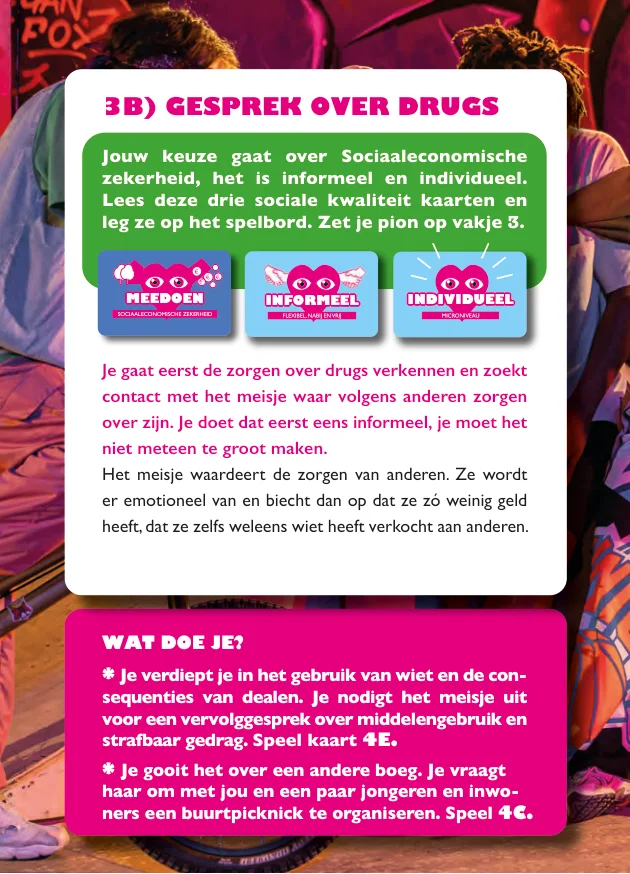 3B) GESPREK OVER DRUGS
Jouw keuze gaat over Sociaaleconomische
zekerheid, het is informeel en individueel.
Lees deze drie sociale kwaliteit kaarten en
leg ze op het spelbord. Zet je pion op vakje 3.
MEEDOEN
SOCIAALECONOMISCHE ZEKERHEID
INFORMEEL
FLEXIBEL, NABIJ EN VRIJ
INDIVIDUEEL
MICRONIVEAU
Je gaat eerst de zorgen over drugs verkennen en zoekt
contact met het meisje waar volgens anderen zorgen
over zijn. Je doet dat eerst eens informeel, je moet het
niet meteen te groot maken.
Het meisje waardeert de zorgen van anderen. Ze wordt
er emotioneel van en biecht dan op dat ze zó weinig geld
heeft, dat ze zelfs weleens wiet heeft verkocht aan anderen.
WAT DOE JE?
* Je verdiept je in het gebruik van wiet en de con-
sequenties van dealen. Je nodigt het meisje uit
voor een vervolggesprek over middelengebruik en
strafbaar gedrag. Speel kaart 4E.
* Je gooit het over een andere boeg. Je vraagt
haar om met jou en een paar jongeren en inwo-
ners een buurtpicknick te organiseren. Speel 4C.